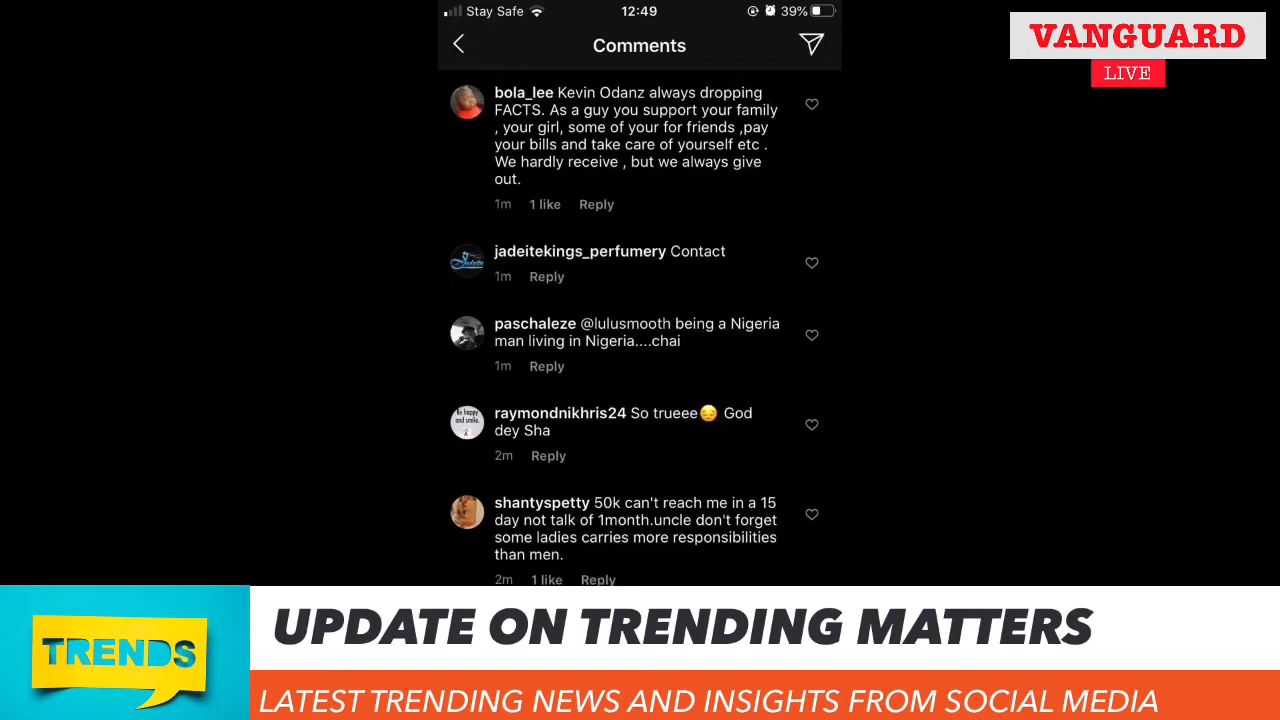 Stay Safe 12:49 39%
VANGUARD
LIVE
Comments
bola_lee Kevin Odanz always dropping
FACTS. As a guy you support your family
, your girl, some of your for friends ,pay
your bills and take care of yourself etc .
We hardly receive , but we always give
out.
1m 1 like Reply
jadeitekings_perfumery Contact
1m Reply
paschaleze @lulusmooth being a Nigeria
man living in Nigeria....chai
1m Reply
Be happy
and smile.
raymondnikhris24 So trueee😔 God
dey Sha
2m Reply
shantyspetty 50k can't reach me in a 15
day not talk of 1month.uncle don't forget
some ladies carries more responsibilities
than men.
2m 1 like Reply
TRENDS
UPDATE ON TRENDING MATTERS
LATEST TRENDING NEWS AND INSIGHTS FROM SOCIAL MEDIA